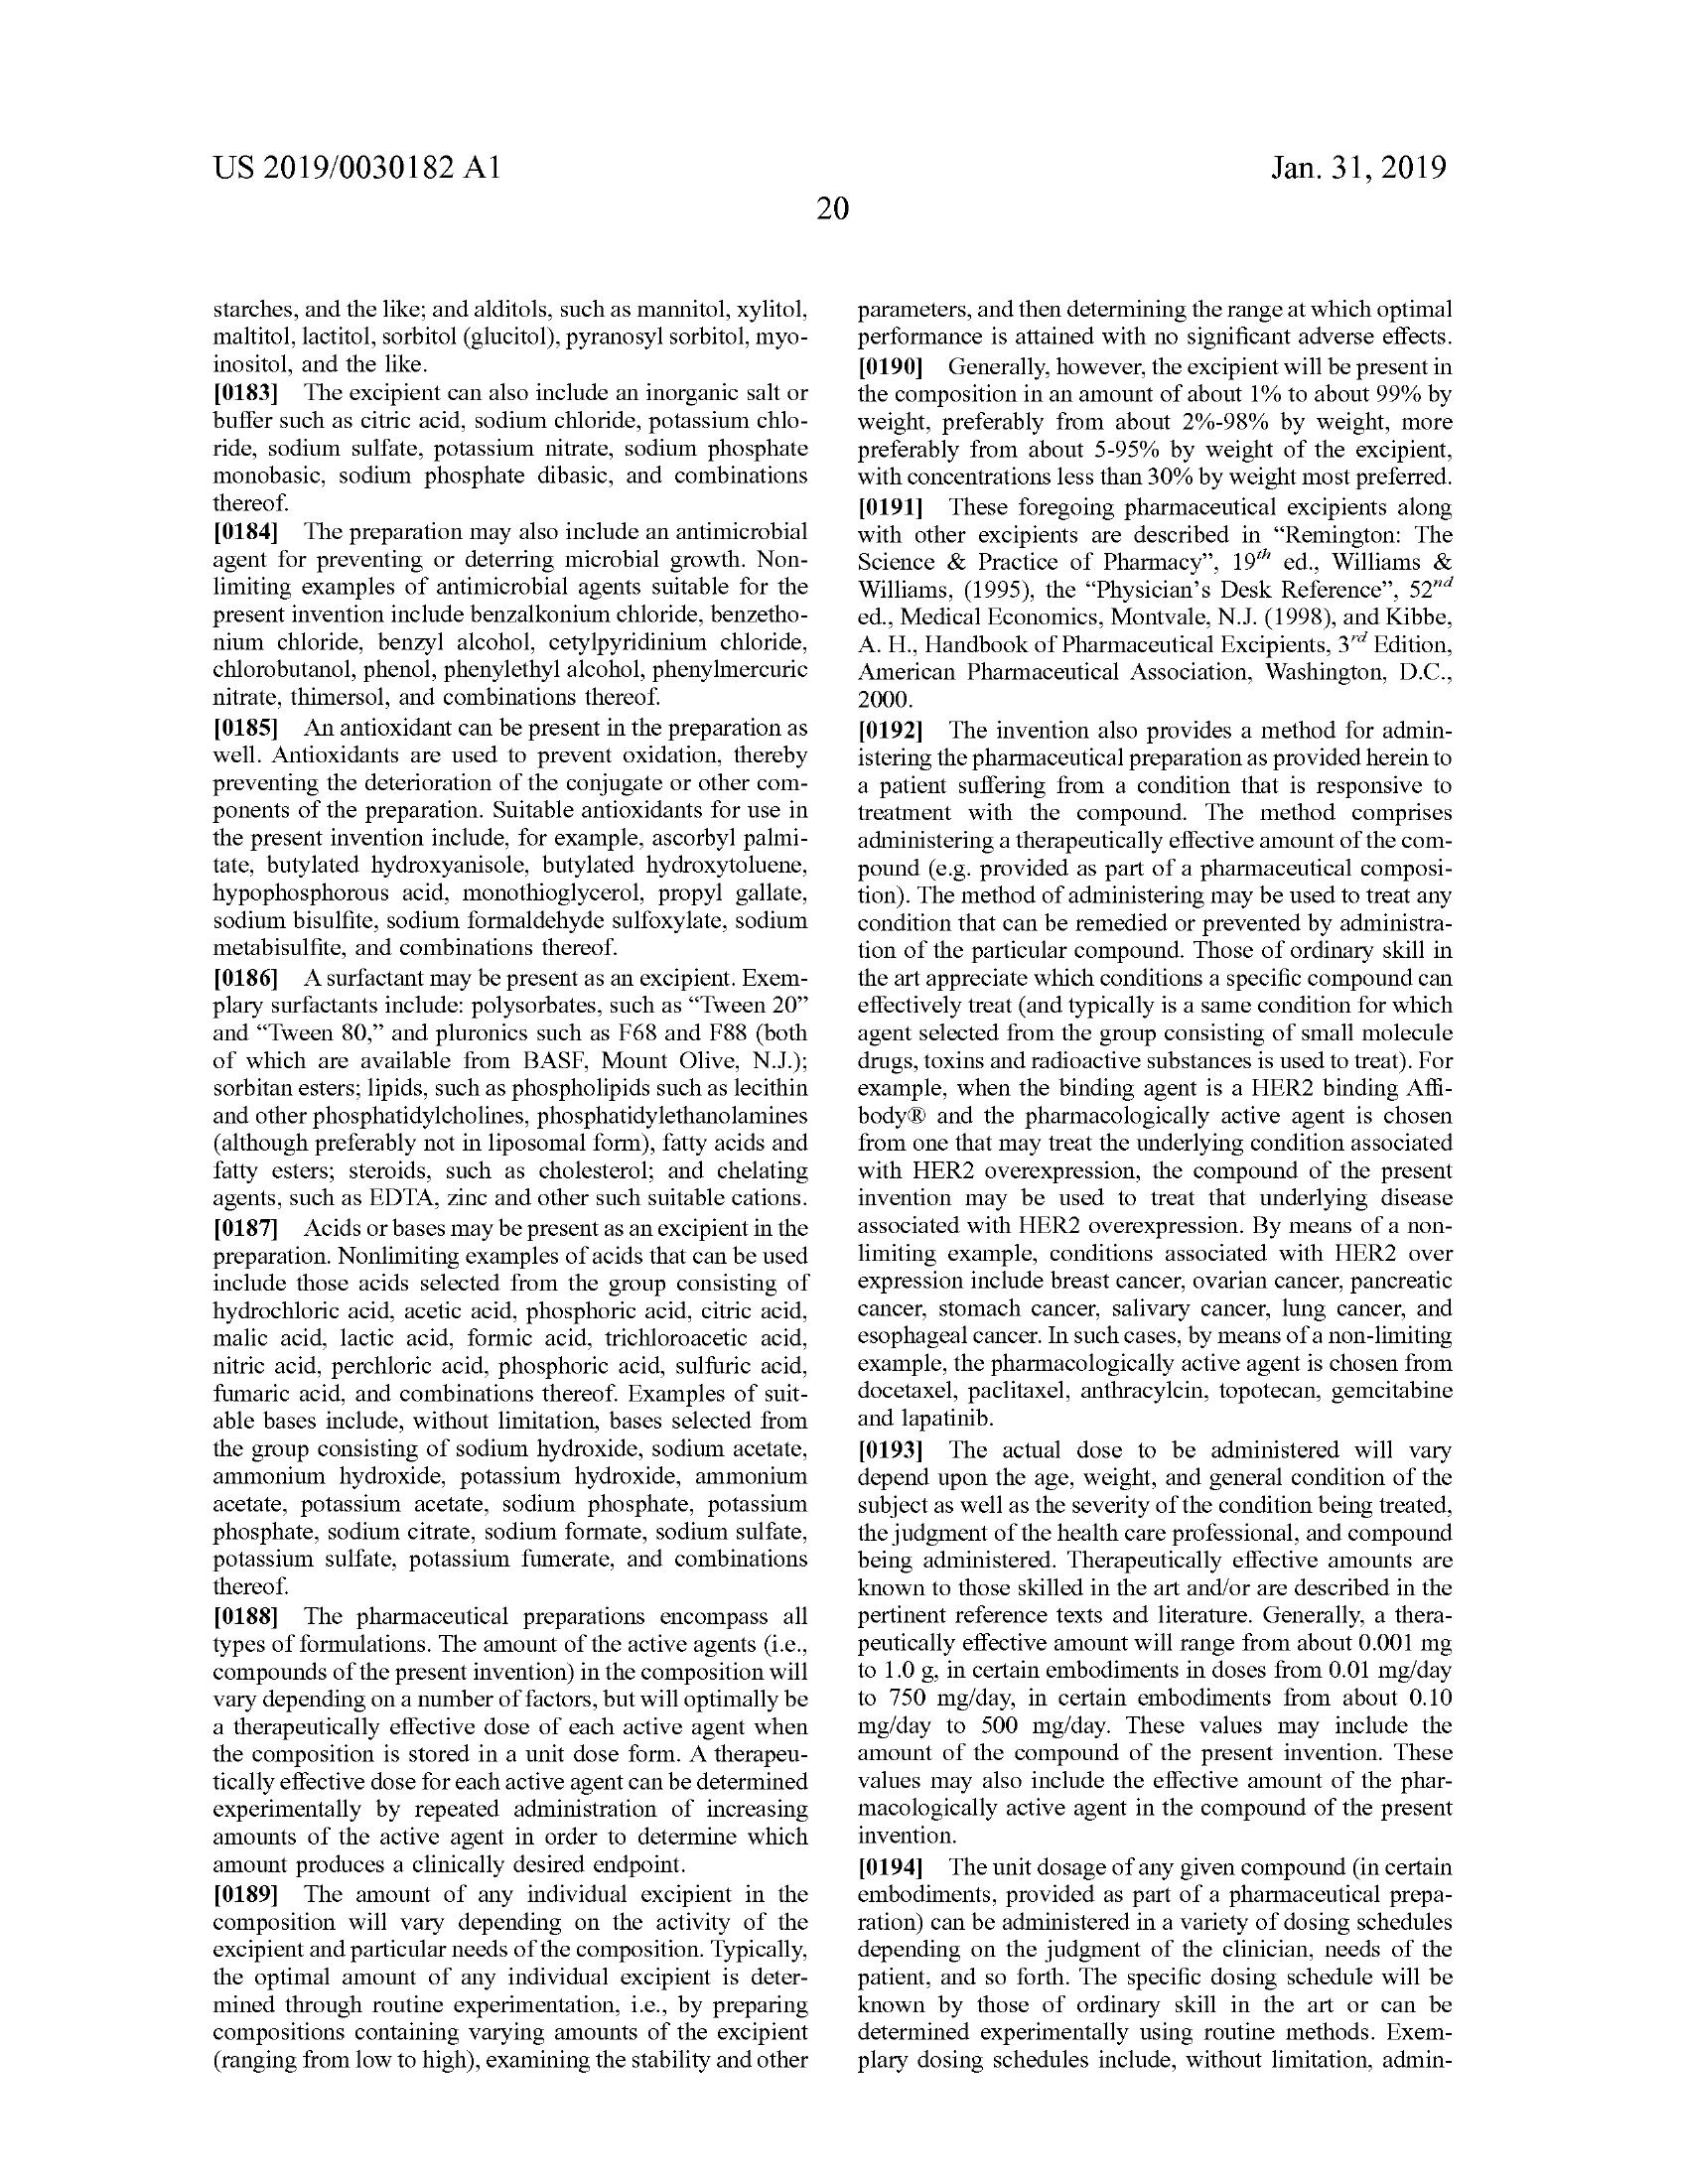 US 2019/0030182 A1
Jan. 31, 2019
20
starches, and the like; and alditols, such as mannitol, xylitol,
maltitol, lactitol, sorbitol (glucitol), pyranosyl sorbitol, myo-
inositol, and the like.
[0183] The excipient can also include an inorganic salt or
buffer such as citric acid, sodium chloride, potassium chlo-
ride, sodium sulfate, potassium nitrate, sodium phosphate
monobasic, sodium phosphate dibasic, and combinations
thereof.
[0184] The preparation may also include an antimicrobial
agent for preventing or deterring microbial growth. Non-
limiting examples of antimicrobial agents suitable for the
present invention include benzalkonium chloride, benzetho-
nium chloride, benzyl alcohol, cetylpyridinium chloride,
chlorobutanol, phenol, phenylethyl alcohol, phenylmercuric
nitrate, thimersol, and combinations thereof.
[0185] An antioxidant can be present in the preparation as
well. Antioxidants are used to prevent oxidation, thereby
preventing the deterioration of the conjugate or other com-
ponents of the preparation. Suitable antioxidants for use in
the present invention include, for example, ascorbyl palmi-
tate, butylated hydroxyanisole, butylated hydroxytoluene,
hypophosphorous acid, monothioglycerol, propyl gallate,
sodium bisulfite, sodium formaldehyde sulfoxylate, sodium
metabisulfite, and combinations thereof.
[0186] A surfactant may be present as an excipient. Exem-
plary surfactants include: polysorbates, such as “Tween 20”
and “Tween 80,” and pluronics such as F68 and F88 (both
of which are available from BASF, Mount Olive, N.J.);
sorbitan esters; lipids, such as phospholipids such as lecithin
and other phosphatidylcholines, phosphatidylethanolamines
(although preferably not in liposomal form), fatty acids and
fatty esters; steroids, such as cholesterol; and chelating
agents, such as EDTA, zinc and other such suitable cations.
[0187] Acids or bases may be present as an excipient in the
preparation. Nonlimiting examples of acids that can be used
include those acids selected from the group consisting of
hydrochloric acid, acetic acid, phosphoric acid, citric acid,
malic acid, lactic acid, formic acid, trichloroacetic acid,
nitric acid, perchloric acid, phosphoric acid, sulfuric acid,
fumaric acid, and combinations thereof. Examples of suit-
able bases include, without limitation, bases selected from
the group consisting of sodium hydroxide, sodium acetate,
ammonium hydroxide, potassium hydroxide, ammonium
acetate, potassium acetate, sodium phosphate, potassium
phosphate, sodium citrate, sodium formate, sodium sulfate,
potassium sulfate, potassium fumerate, and combinations
thereof.
[0188] The pharmaceutical preparations encompass all
types of formulations. The amount of the active agents (i.e.,
compounds of the present invention) in the composition will
vary depending on a number of factors, but will optimally be
a therapeutically effective dose of each active agent when
the composition is stored in a unit dose form. A therapeu-
tically effective dose for each active agent can be determined
experimentally by repeated administration of increasing
amounts of the active agent in order to determine which
amount produces a clinically desired endpoint.
[0189] The amount of any individual excipient in the
composition will vary depending on the activity of the
excipient and particular needs of the composition. Typically,
the optimal amount of any individual excipient is deter-
mined through routine experimentation, i.e., by preparing
compositions containing varying amounts of the excipient
(ranging from low to high), examining the stability and other
parameters, and then determining the range at which optimal
performance is attained with no significant adverse effects.
[0190] Generally, however, the excipient will be present in
the composition in an amount of about 1% to about 99% by
weight, preferably from about 2%-98% by weight, more
preferably from about 5-95% by weight of the excipient,
with concentrations less than 30% by weight most preferred.
[0191] These foregoing pharmaceutical excipients along
with other excipients are described in “Remington: The
Science & Practice of Pharmacy”, 19th ed., Williams &
Williams, (1995), the “Physician’s Desk Reference”, 52nd
ed., Medical Economics, Montvale, N.J. (1998), and Kibbe,
A. H., Handbook of Pharmaceutical Excipients, 3rd Edition,
American Pharmaceutical Association, Washington, D.C.,
2000.
[0192] The invention also provides a method for admin-
istering the pharmaceutical preparation as provided herein to
a patient suffering from a condition that is responsive to
treatment with the compound. The method comprises
administering a therapeutically effective amount of the com-
pound (e.g. provided as part of a pharmaceutical composi-
tion). The method of administering may be used to treat any
condition that can be remedied or prevented by administra-
tion of the particular compound. Those of ordinary skill in
the art appreciate which conditions a specific compound can
effectively treat (and typically is a same condition for which
agent selected from the group consisting of small molecule
drugs, toxins and radioactive substances is used to treat). For
example, when the binding agent is a HER2 binding Affi-
body® and the pharmacologically active agent is chosen
from one that may treat the underlying condition associated
with HER2 overexpression, the compound of the present
invention may be used to treat that underlying disease
associated with HER2 overexpression. By means of a non-
limiting example, conditions associated with HER2 over
expression include breast cancer, ovarian cancer, pancreatic
cancer, stomach cancer, salivary cancer, lung cancer, and
esophageal cancer. In such cases, by means of a non-limiting
example, the pharmacologically active agent is chosen from
docetaxel, paclitaxel, anthracylcin, topotecan, gemcitabine
and lapatinib.
[0193] The actual dose to be administered will vary
depend upon the age, weight, and general condition of the
subject as well as the severity of the condition being treated,
the judgment of the health care professional, and compound
being administered. Therapeutically effective amounts are
known to those skilled in the art and/or are described in the
pertinent reference texts and literature. Generally, a thera-
peutically effective amount will range from about 0.001 mg
to 1.0 g, in certain embodiments in doses from 0.01 mg/day
to 750 mg/day, in certain embodiments from about 0.10
mg/day to 500 mg/day. These values may include the
amount of the compound of the present invention. These
values may also include the effective amount of the phar-
macologically active agent in the compound of the present
invention.
[0194] The unit dosage of any given compound (in certain
embodiments, provided as part of a pharmaceutical prepa-
ration) can be administered in a variety of dosing schedules
depending on the judgment of the clinician, needs of the
patient, and so forth. The specific dosing schedule will be
known by those of ordinary skill in the art or can be
determined experimentally using routine methods. Exem-
plary dosing schedules include, without limitation, admin-